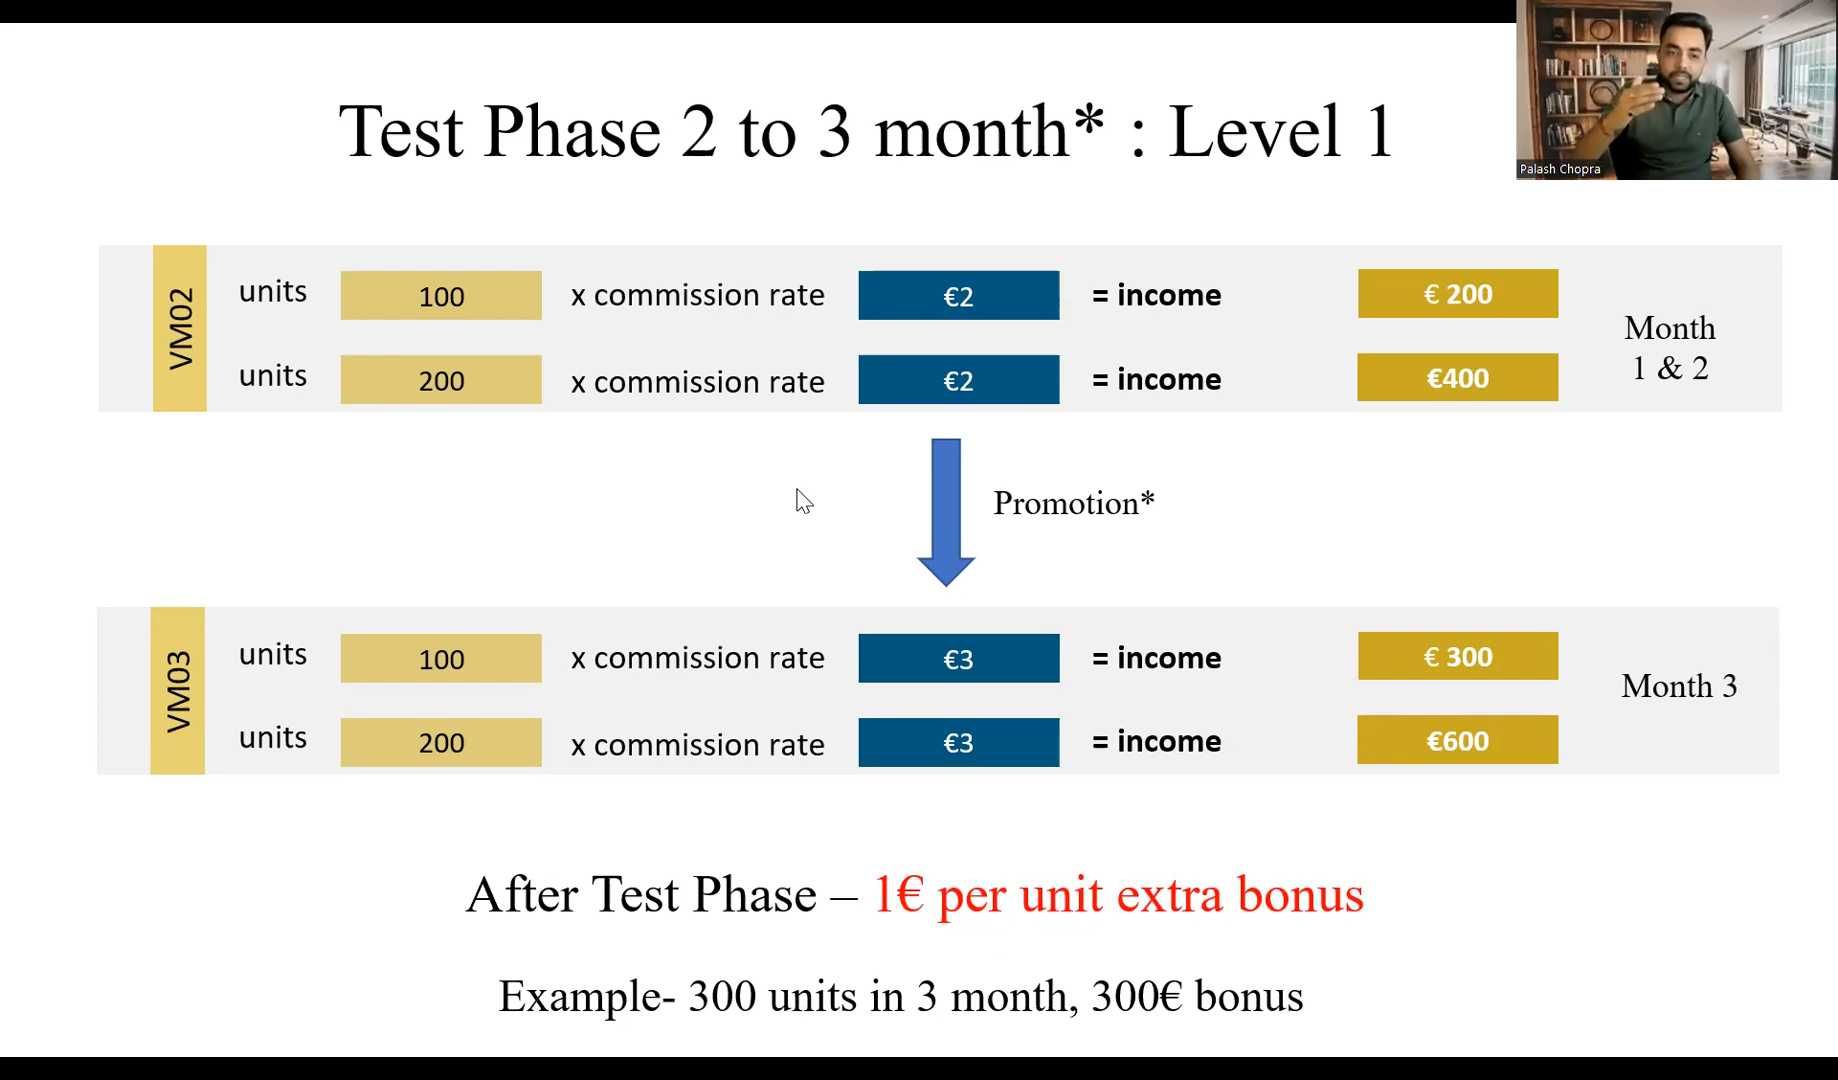 Test Phase 2 to 3 month* : Level 1
Palash Chopra
VM02
units 100 x commission rate €2 = income € 200
units 200 x commission rate €2 = income €400
Month
1 & 2
Promotion*
VM03
units 100 x commission rate €3 = income € 300
units 200 x commission rate €3 = income €600
Month 3
After Test Phase – 1€ per unit extra bonus
Example- 300 units in 3 month, 300€ bonus